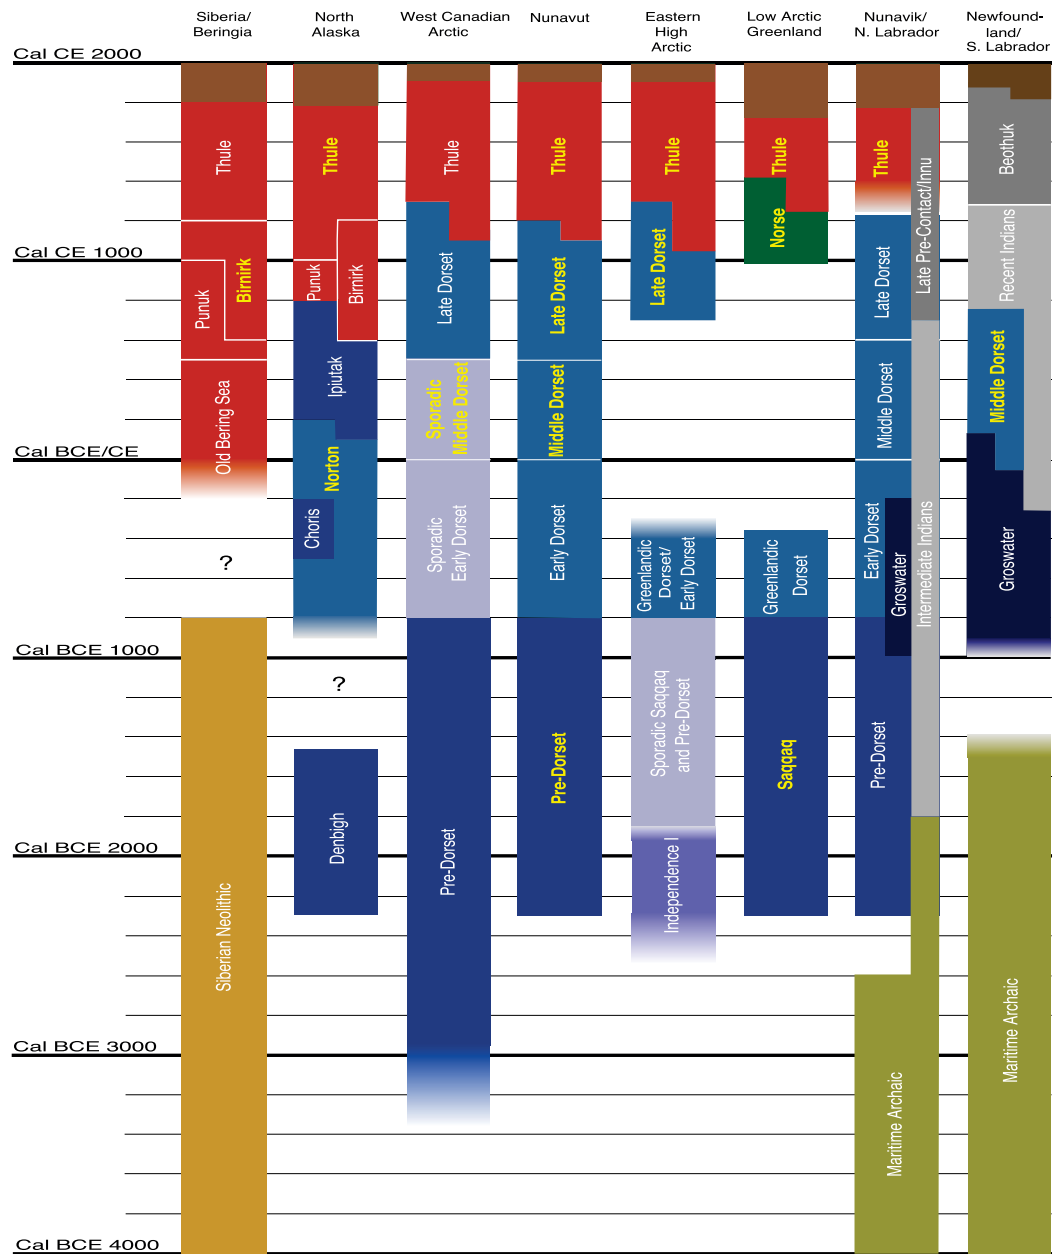 Siberia/
Beringia
North
Alaska
West Canadian
Arctic
Nunavut
Eastern
High
Arctic
Low Arctic
Greenland
Nunavik/
N. Labrador
Newfound-
land/
S. Labrador
Cal CE 2000
Cal CE 1000
Cal BCE/CE
Cal BCE 1000
Cal BCE 2000
Cal BCE 3000
Cal BCE 4000
Thule
Punuk
Birnirk
Old Bering Sea
?
Siberian Neolithic
Thule
Punuk
Birnirk
Ipiutak
Norton
Choris
?
Denbigh
Thule
Late Dorset
Sporadic
Middle Dorset
Sporadic
Early Dorset
Pre-Dorset
Thule
Late Dorset
Middle Dorset
Early Dorset
Pre-Dorset
Thule
Late Dorset
Greenlandic
Dorset/
Early Dorset
Sporadic Saqqaq
and Pre-Dorset
Independence I
Thule
Norse
Greenlandic
Dorset
Saqqaq
Thule
Late Pre-Contact/Innu
Late Dorset
Middle Dorset
Early Dorset
Groswater
Intermediate Indians
Pre-Dorset
Maritime Archaic
Beothuk
Recent Indians
Middle Dorset
Groswater
Maritime Archaic